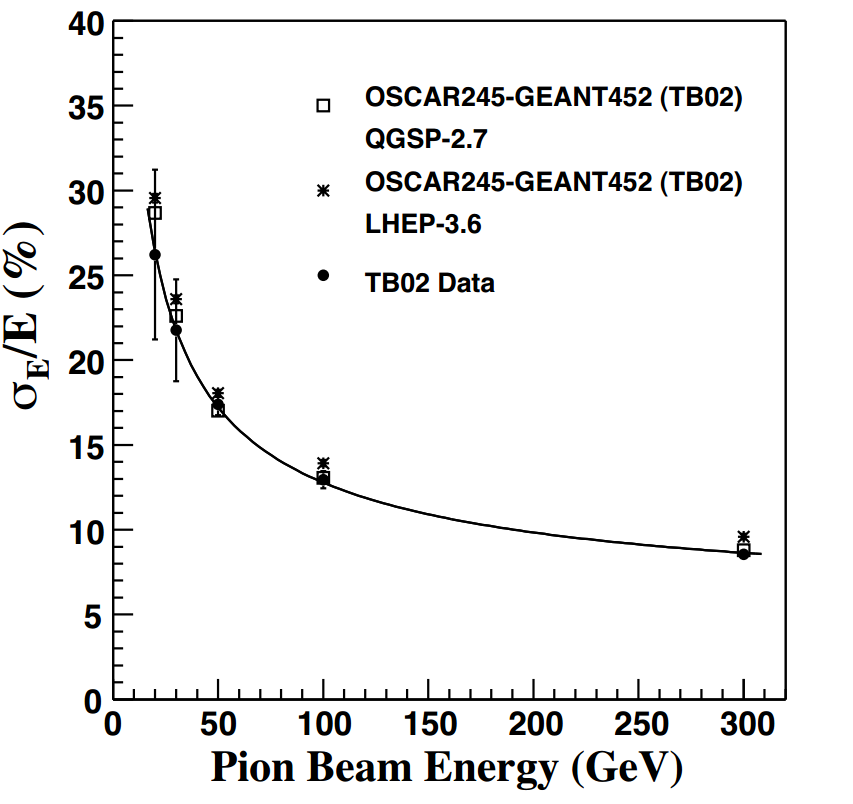 40
35
30
25
20
15
10
5
0
σE/E (%)
OSCAR245-GEANT452 (TB02)
QGSP-2.7
OSCAR245-GEANT452 (TB02)
LHEP-3.6
TB02 Data
0 50 100 150 200 250 300
Pion Beam Energy (GeV)